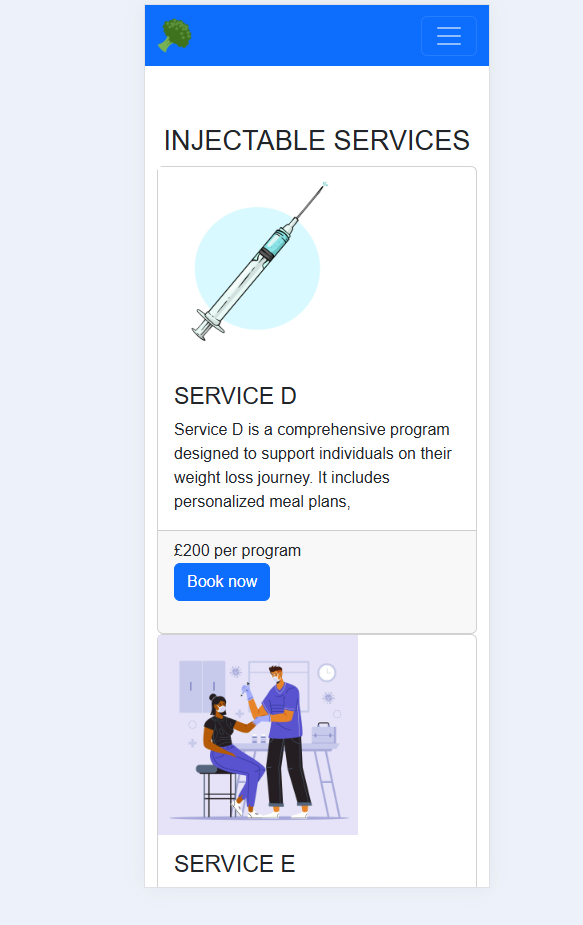 INJECTABLE SERVICES
SERVICE D
Service D is a comprehensive program
designed to support individuals on their
weight loss journey. It includes
personalized meal plans,
£200 per program
Book now
SERVICE E